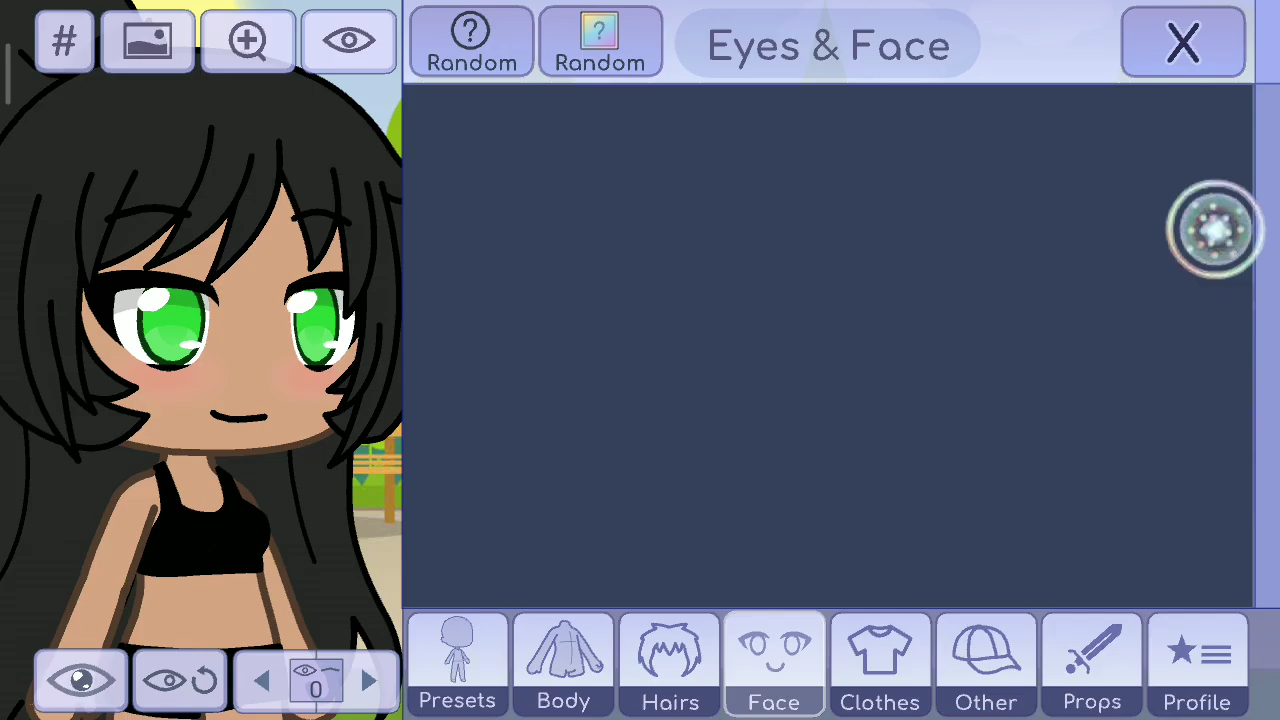 #
?
Random
?
Random
Eyes & Face
X
0
Presets
Body
Hairs
Face
Clothes
Other
Props
Profile